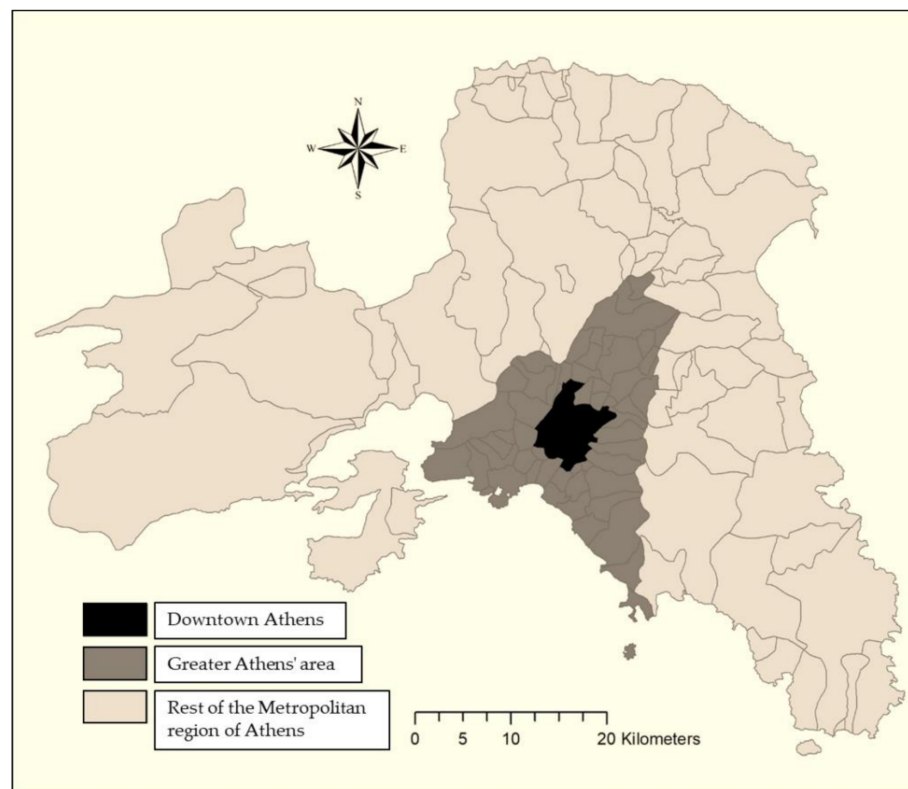 N
W E
S
Downtown Athens
Greater Athens' area
Rest of the Metropolitan
region of Athens
0 5 10 20 Kilometers